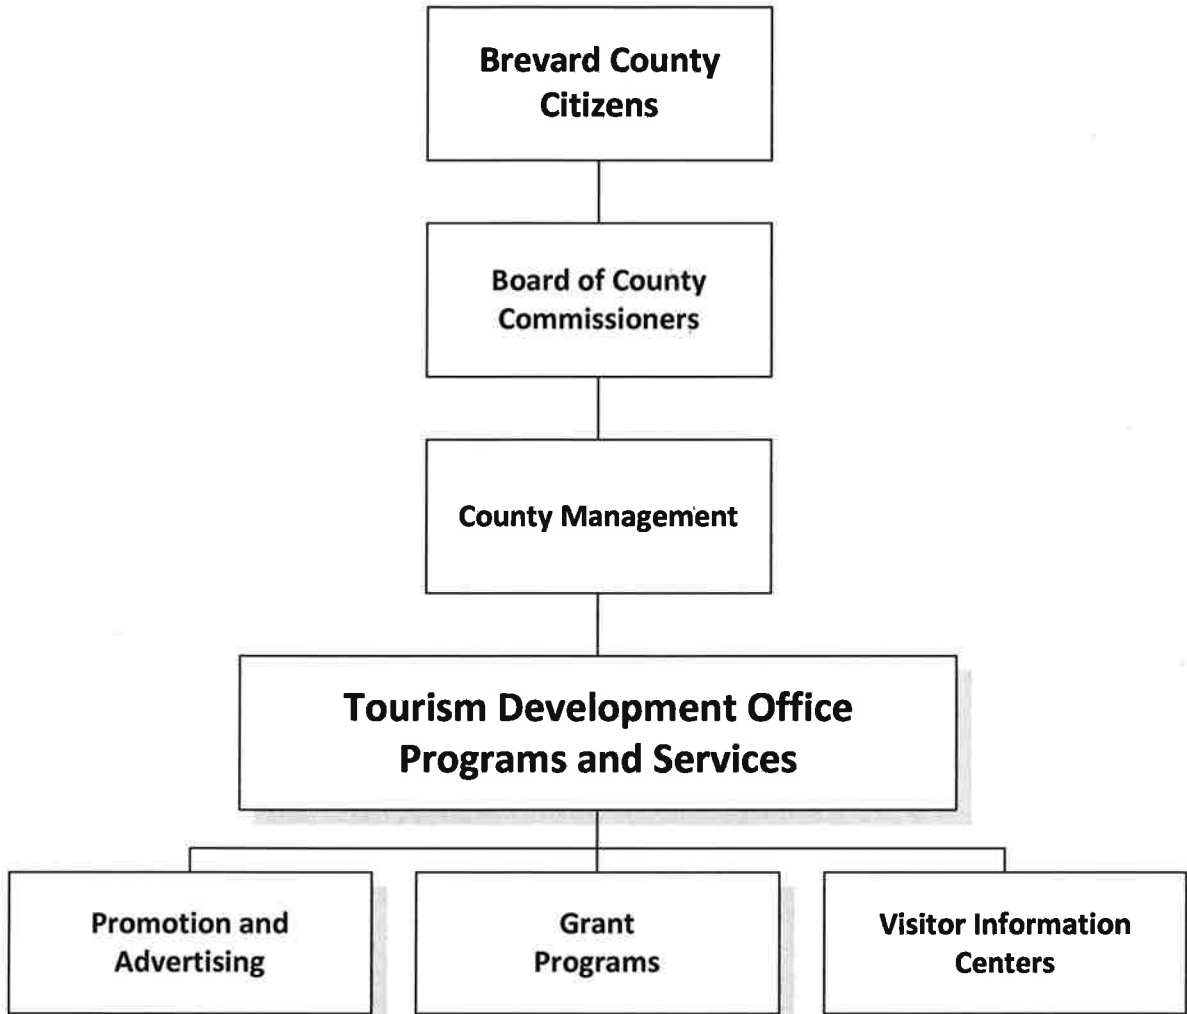 Brevard County
Citizens
Board of County
Commissioners
County Management
Tourism Development Office
Programs and Services
Promotion and
Advertising
Grant
Programs
Visitor Information
Centers